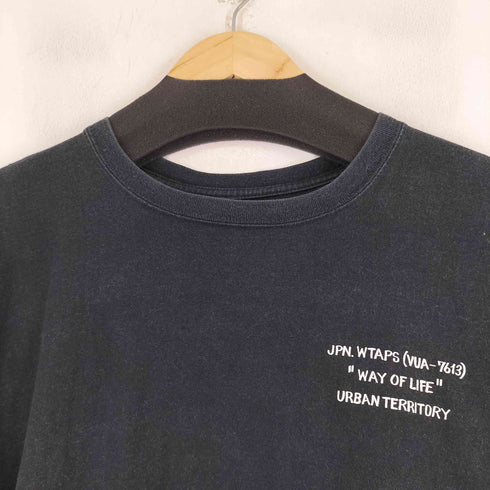 JPN. WTAPS (VUA-7613)
"WAY OF LIFE"
URBAN TERRITORY